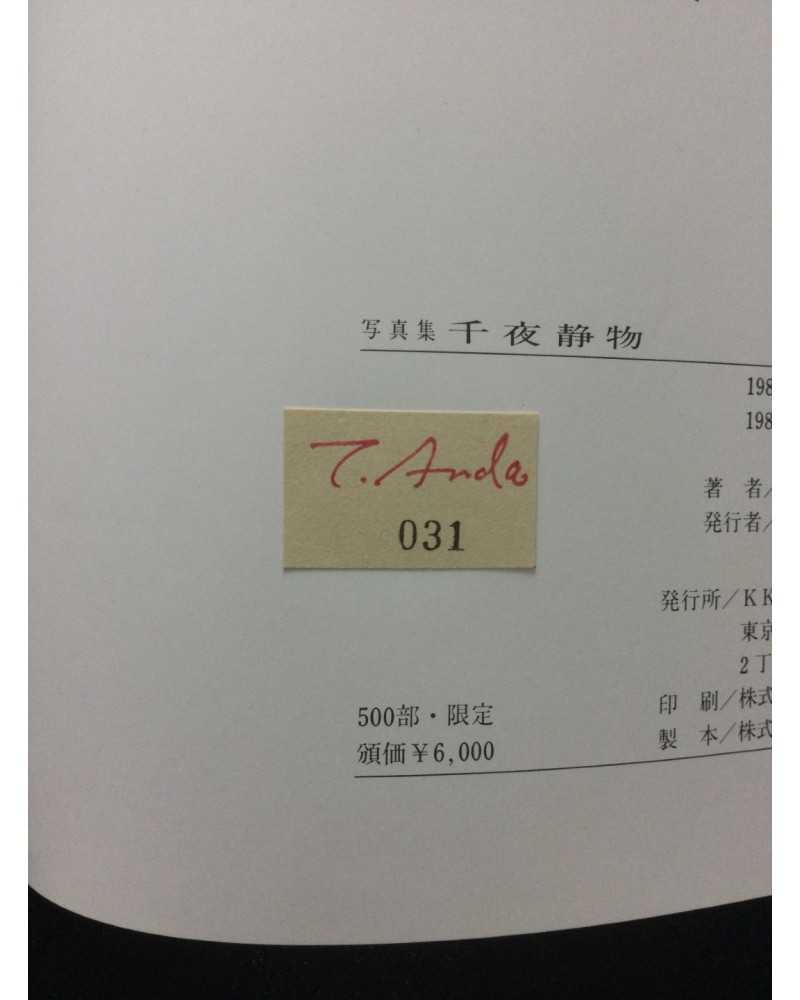 写真集 千夜静物
198
198
T. Ando
031
著 者/
発行者/
発行所/KK
東京
2丁
500部・限定
頒価¥6,000
印 刷/株式
製 本/株式